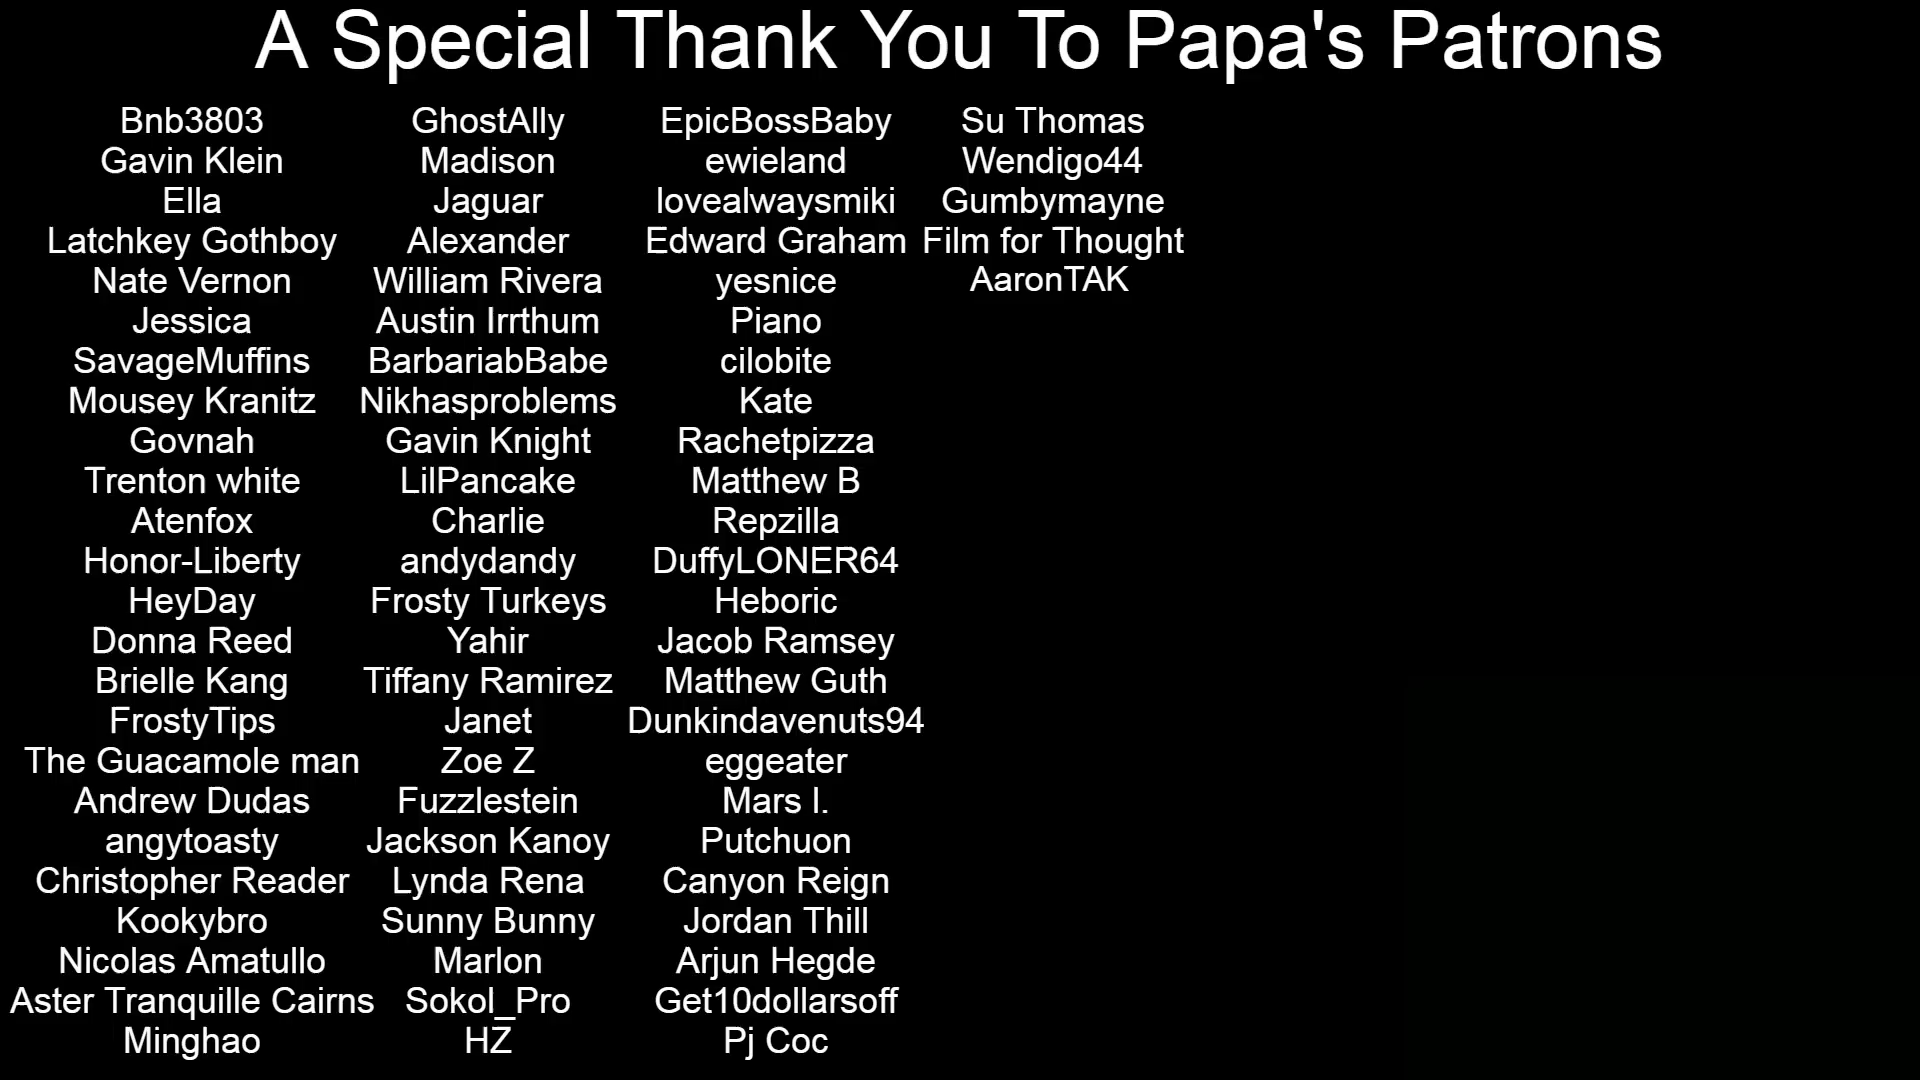 A Special Thank You To Papa's Patrons
Bnb3803
Gavin Klein
Ella
Latchkey Gothboy
Nate Vernon
Jessica
SavageMuffins
Mousey Kranitz
Govnah
Trenton white
Atenfox
Honor-Liberty
HeyDay
Donna Reed
Brielle Kang
FrostyTips
The Guacamole man
Andrew Dudas
angytoasty
Christopher Reader
Kookybro
Nicolas Amatullo
Aster Tranquille Cairns
Minghao
GhostAlly
Madison
Jaguar
Alexander
William Rivera
Austin Irrthum
BarbariabBabe
Nikhasproblems
Gavin Knight
LilPancake
Charlie
andydandy
Frosty Turkeys
Yahir
Tiffany Ramirez
Janet
Zoe Z
Fuzzlestein
Jackson Kanoy
Lynda Rena
Sunny Bunny
Marlon
Sokol_Pro
HZ
EpicBossBaby
ewieland
lovealwaysmiki
Edward Graham
yesnice
Piano
cilobite
Kate
Rachetpizza
Matthew B
Repzilla
DuffyLONER64
Heboric
Jacob Ramsey
Matthew Guth
Dunkindavenuts94
eggeater
Mars I.
Putchuon
Canyon Reign
Jordan Thill
Arjun Hegde
Get10dollarsoff
Pj Coc
Su Thomas
Wendigo44
Gumbymayne
Film for Thought
AaronTAK